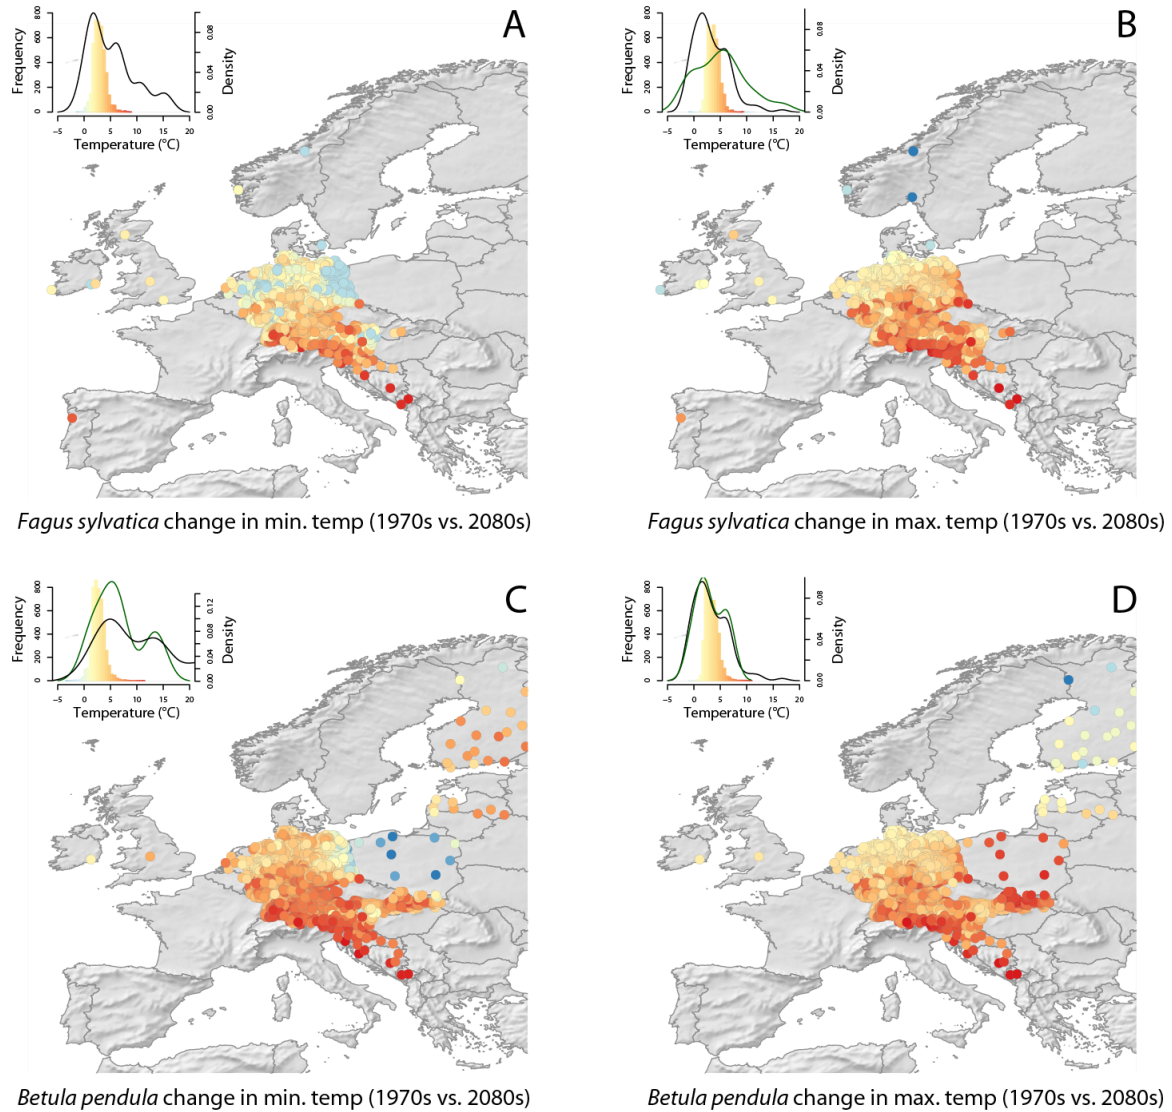 A
Frequency
800
600
400
200
0
0.08
0.04
0.00
Density
-5 0 5 10 15 20
Temperature (°C)
Fagus sylvatica change in min. temp (1970s vs. 2080s)
B
Frequency
800
600
400
200
0
0.08
0.04
0.00
Density
-5 0 5 10 15 20
Temperature (°C)
Fagus sylvatica change in max. temp (1970s vs. 2080s)
C
Frequency
800
600
400
200
0
0.12
0.08
0.04
0.00
Density
-5 0 5 10 15 20
Temperature (°C)
Betula pendula change in min. temp (1970s vs. 2080s)
D
Frequency
800
600
400
200
0
0.08
0.04
0.00
Density
-5 0 5 10 15 20
Temperature (°C)
Betula pendula change in max. temp (1970s vs. 2080s)